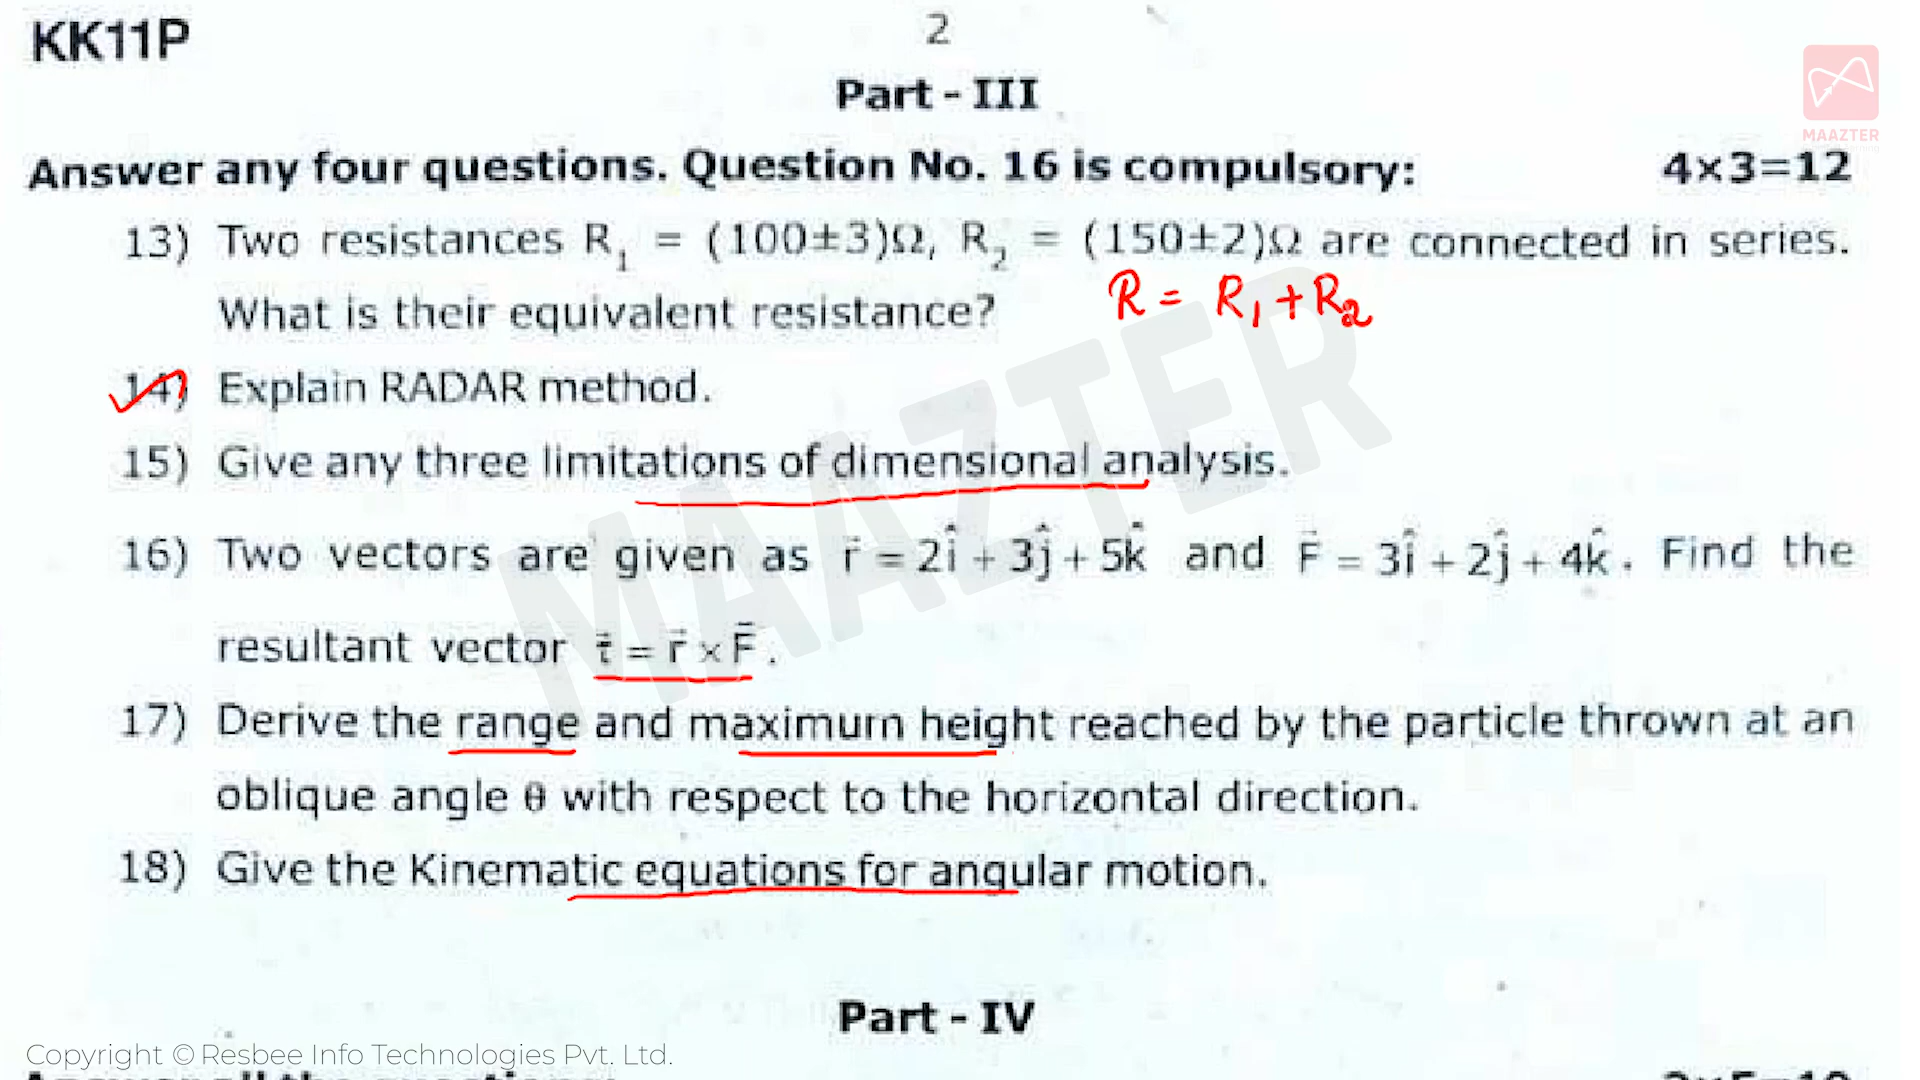 KK11P
2
Part - III
MAAZTER
Answer any four questions. Question No. 16 is compulsory: 4x3=12
13) Two resistances R₁ = (100±3)Ω, R₂ = (150±2)Ω are connected in series.
What is their equivalent resistance? R = R₁ + R₂
14) Explain RADAR method.
15) Give any three limitations of dimensional analysis.
MAAZTER
16) Two vectors are given as r⃗ = 2î + 3ĵ + 5k̂ and F⃗ = 3î + 2ĵ + 4k̂. Find the
resultant vector τ⃗ = r⃗ × F⃗.
17) Derive the range and maximum height reached by the particle thrown at an
oblique angle θ with respect to the horizontal direction.
18) Give the Kinematic equations for angular motion.
Part - IV
Copyright © Resbee Info Technologies Pvt. Ltd.